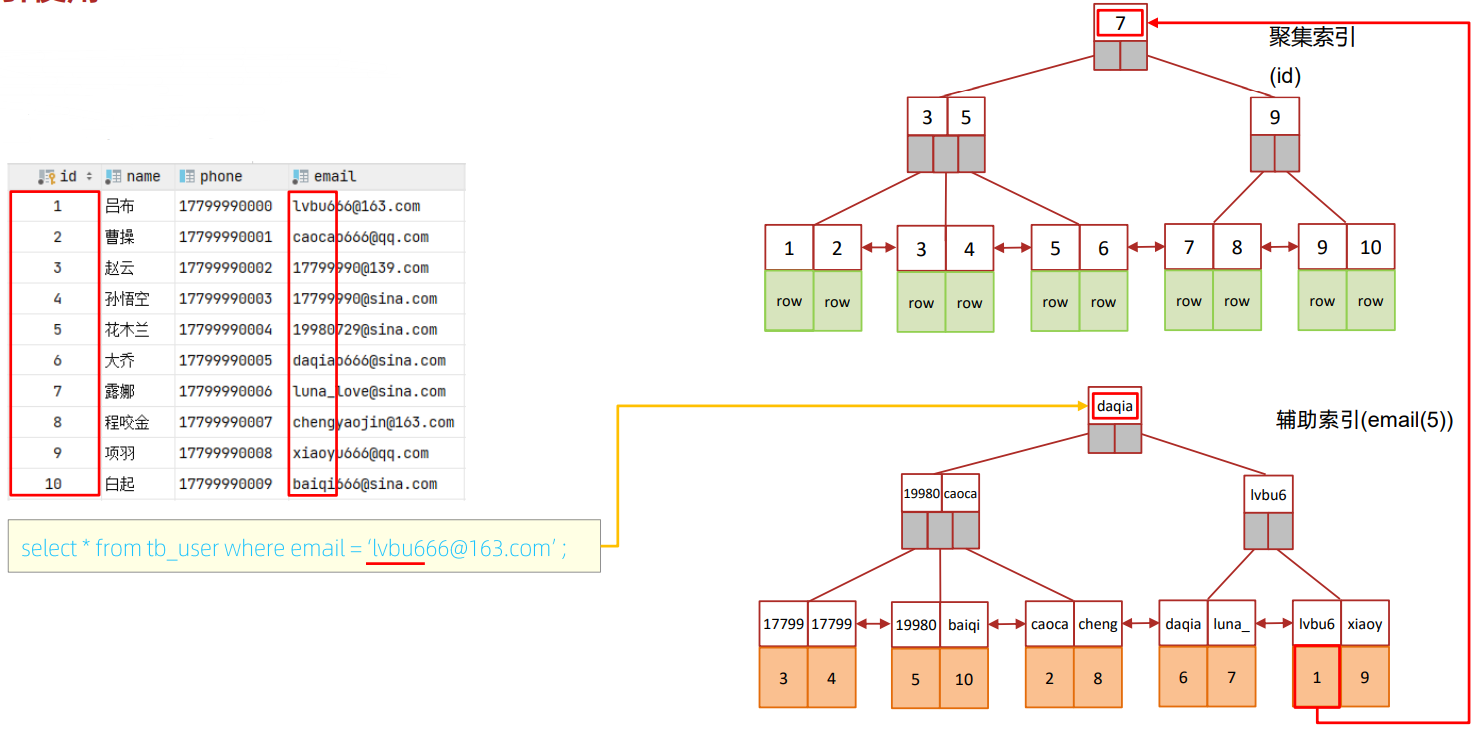 7
聚集索引
(id)
3 5
9
1 2 3 4 5 6 7 8 9 10
row row row row row row row row row row
id name phone email
1 吕布 17799990000 lvbu666@163.com
2 曹操 17799990001 caocao666@qq.com
3 赵云 17799990002 17799990@139.com
4 孙悟空 17799990003 17799990@sina.com
5 花木兰 17799990004 19980729@sina.com
6 大乔 17799990005 daqiao666@sina.com
7 露娜 17799990006 luna_love@sina.com
8 程咬金 17799990007 chengyaojin@163.com
9 项羽 17799990008 xiaoyu666@qq.com
10 白起 17799990009 baiqi666@sina.com
select * from tb_user where email = ‘lvbu666@163.com’ ;
daqia
辅助索引(email(5))
19980 caoca
lvbu6
17799 17799 19980 baiqi caoca cheng daqia luna_ lvbu6 xiaoy
3 4 5 10 2 8 6 7 1 9